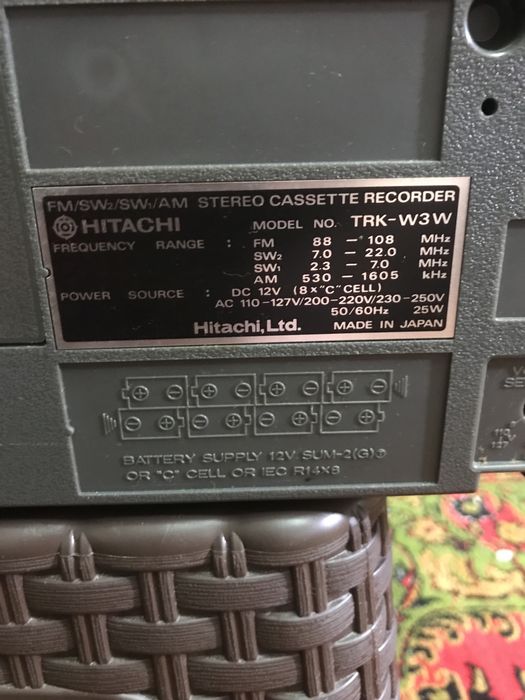 FM/SW2/SW1/AM STEREO CASSETTE RECORDER
HITACHI MODEL NO. TRK-W3W
FREQUENCY RANGE : FM 88 – 108 MHz
SW2 7.0 – 22.0 MHz
SW1 2.3 – 7.0 MHz
AM 530 – 1605 kHz
POWER SOURCE : DC 12V (8x"C"CELL)
AC 110-127V/200-220V/230-250V
50/60Hz 25W
Hitachi, Ltd. MADE IN JAPAN
BATTERY SUPPLY 12V SUM-2(G)
OR "C" CELL OR IEC R14X8